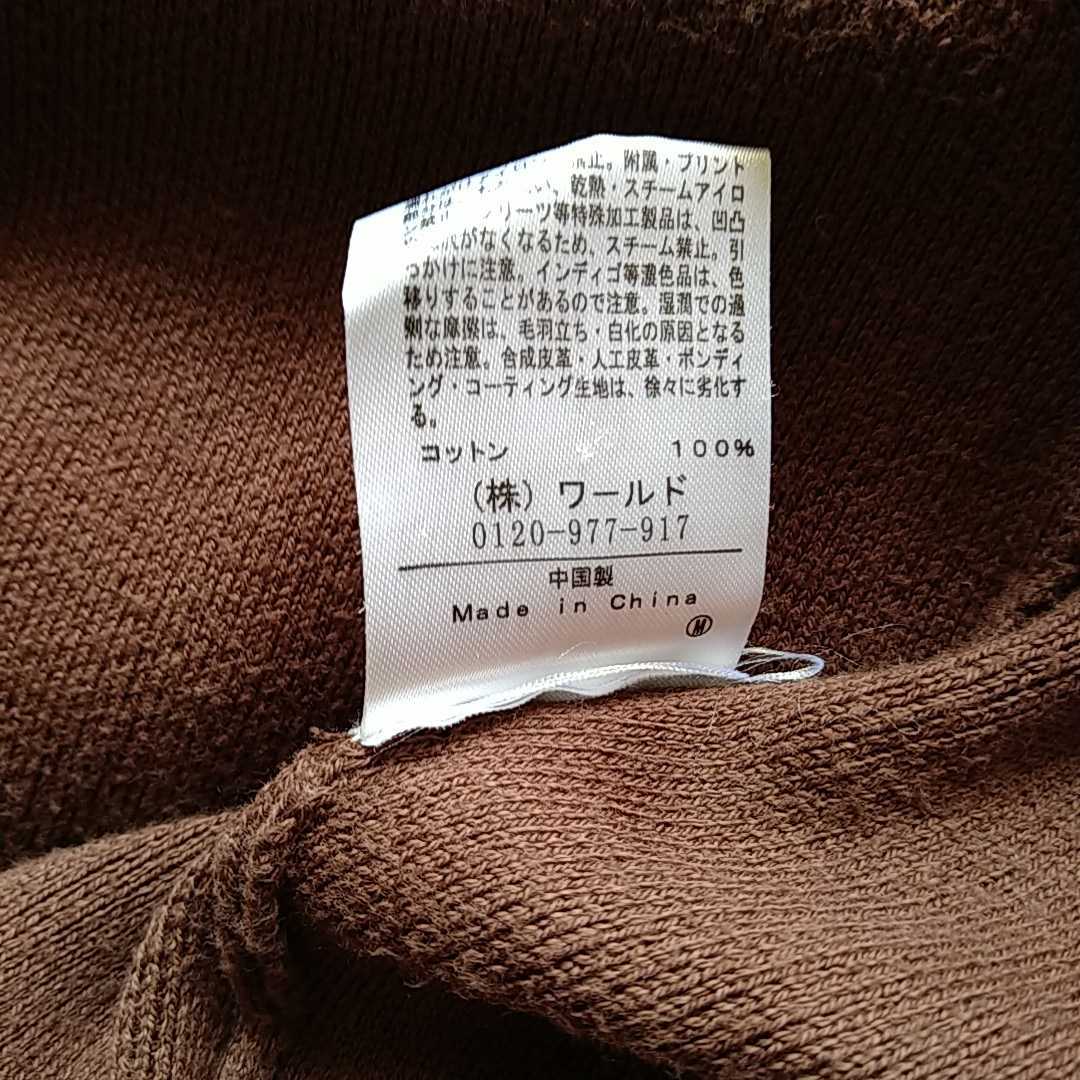 止。附属・プリント
い。乾熱・スチームアイロ
リーツ等特殊加工製品は、凹凸
がなくなるため、スチーム禁止。引
っかけに注意。インディゴ等濃色品は、色
移りすることがあるので注意。湿潤での過
剰な摩擦は、毛羽立ち・白化の原因となる
ため注意。合成皮革・人工皮革・ボンディ
ング・コーティング生地は、徐々に劣化す
る。
コットン 100%
(株) ワールド
0120-977-917
中国製
Made in China
Ⓜ